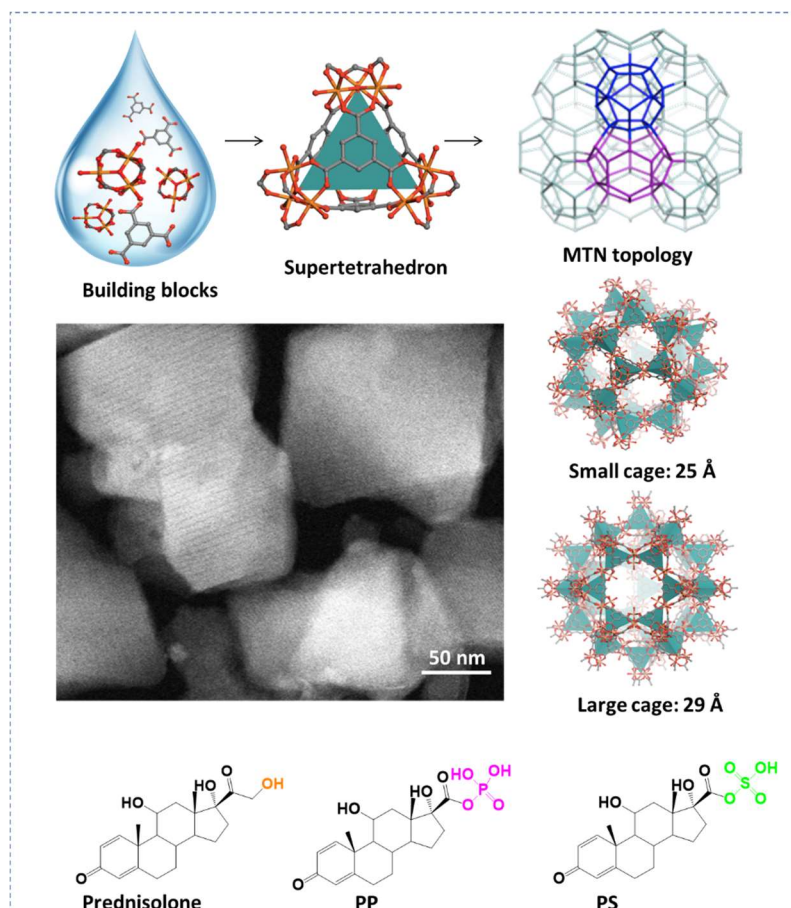 Building blocks
Supertetrahedron
MTN topology
Small cage: 25 Å
50 nm
Large cage: 29 Å
O
OH
HO
HO
O
Prednisolone
O
HO
OH
P
O
O
HO
HO
O
PP
O
O
OH
S
O
O
HO
HO
O
PS